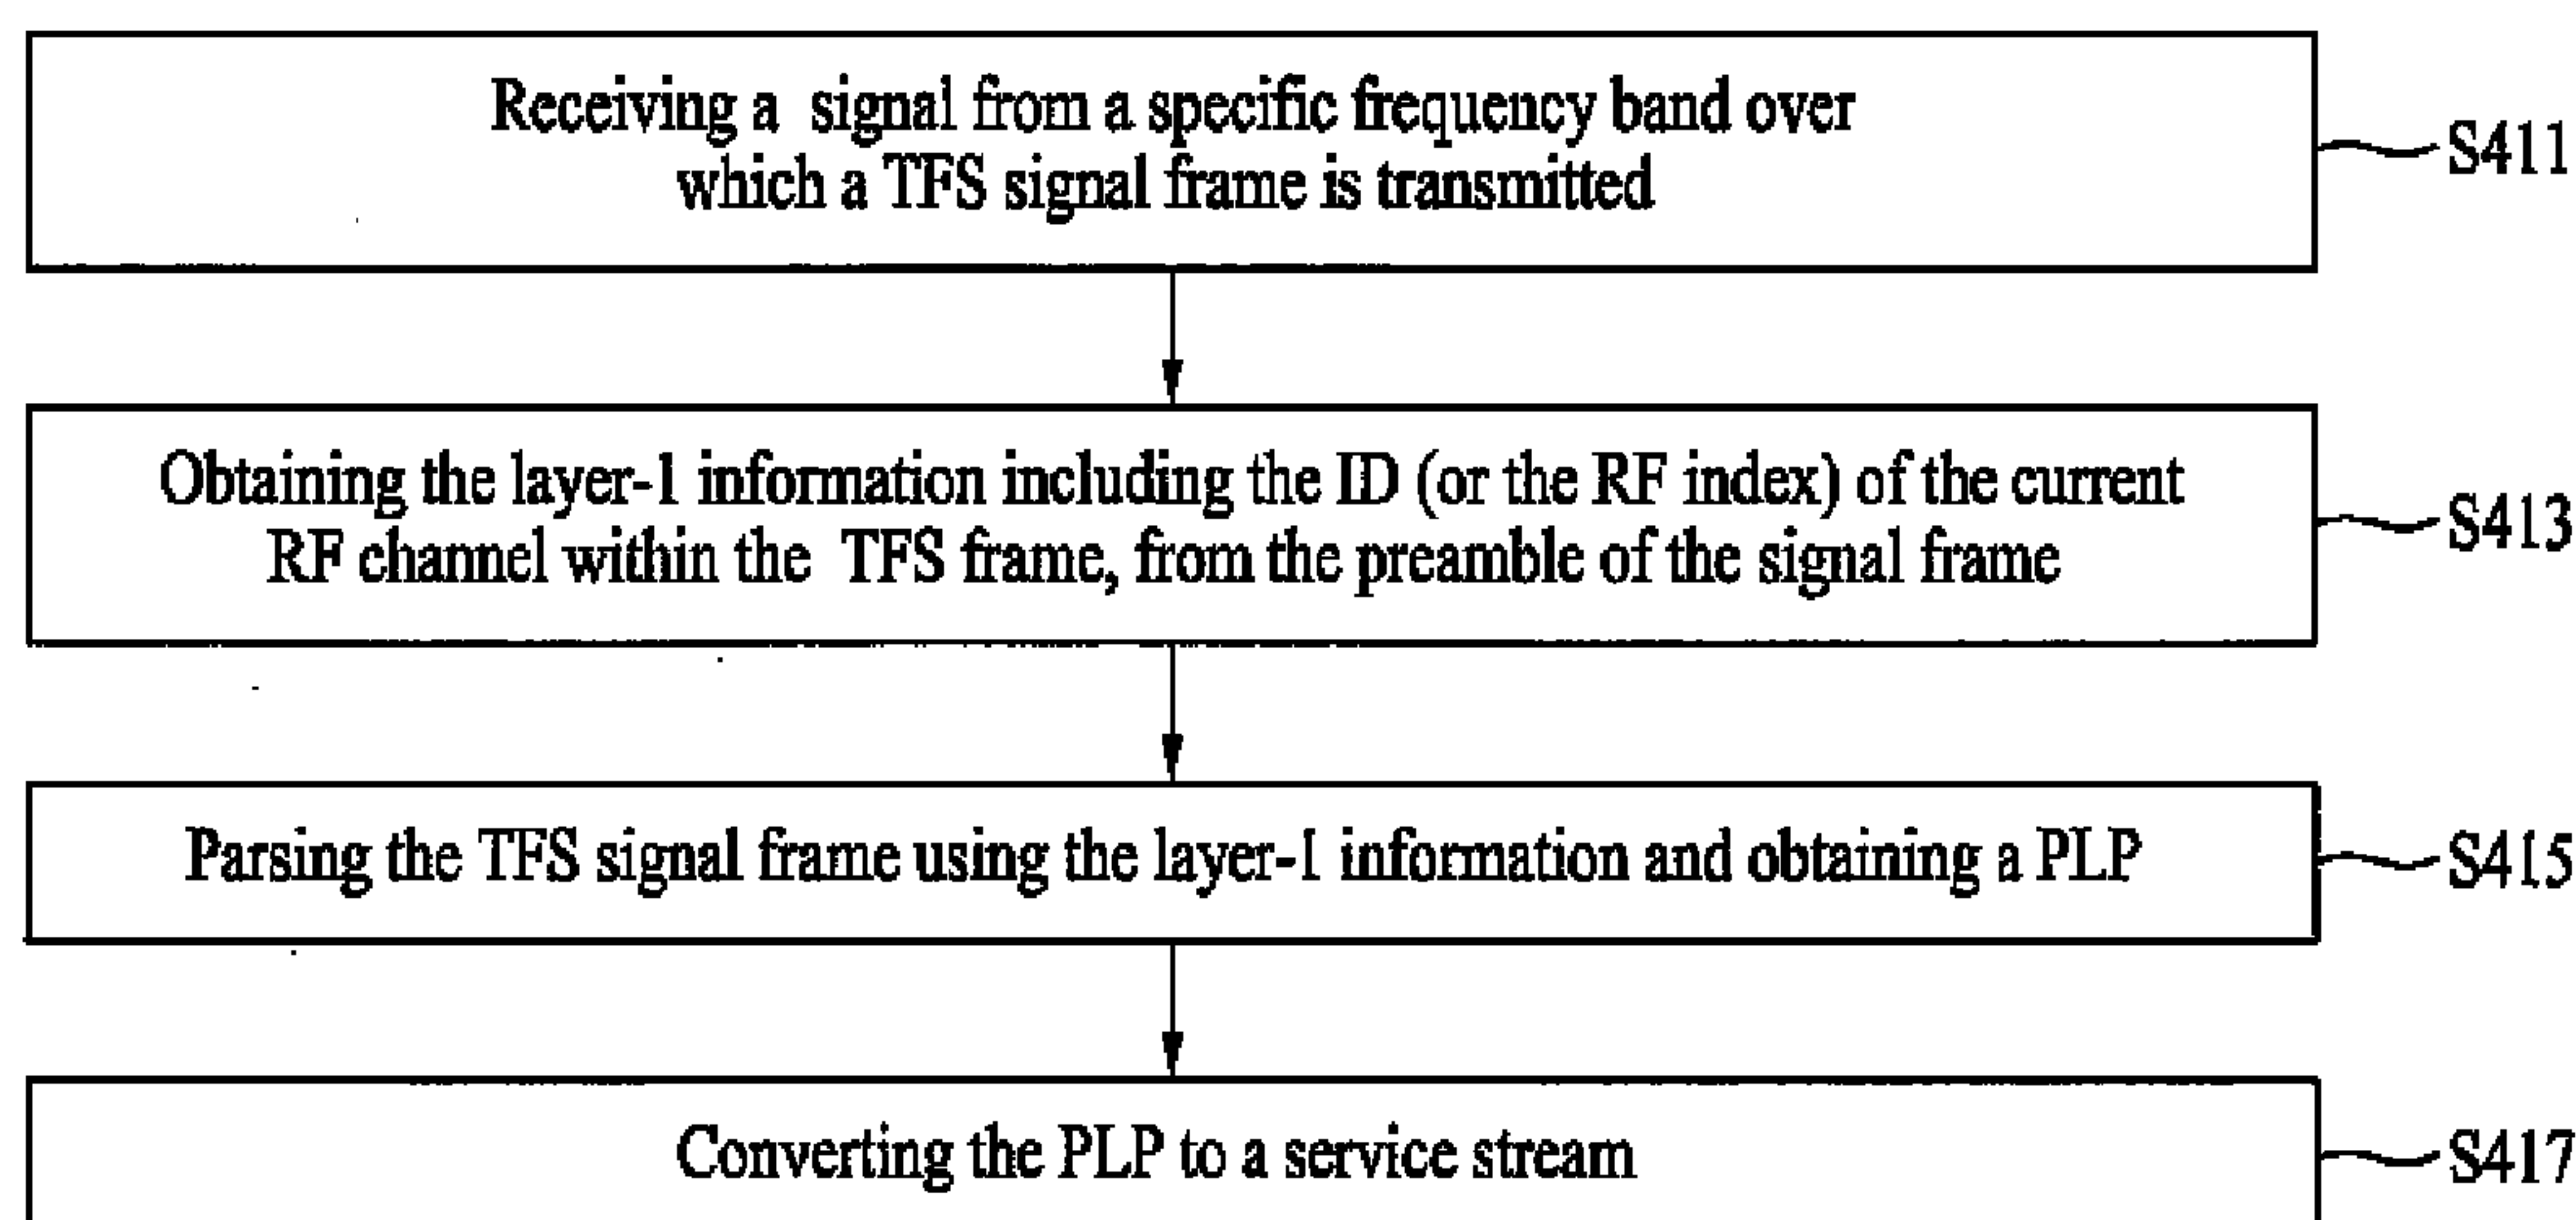 Receiving a signal from a specific frequency band over
which a TFS signal frame is transmitted
S411
Obtaining the layer-1 information including the ID (or the RF index) of the current
RF channel within the TFS frame, from the preamble of the signal frame
S413
Parsing the TFS signal frame using the layer-1 information and obtaining a PLP
S415
Converting the PLP to a service stream
S417